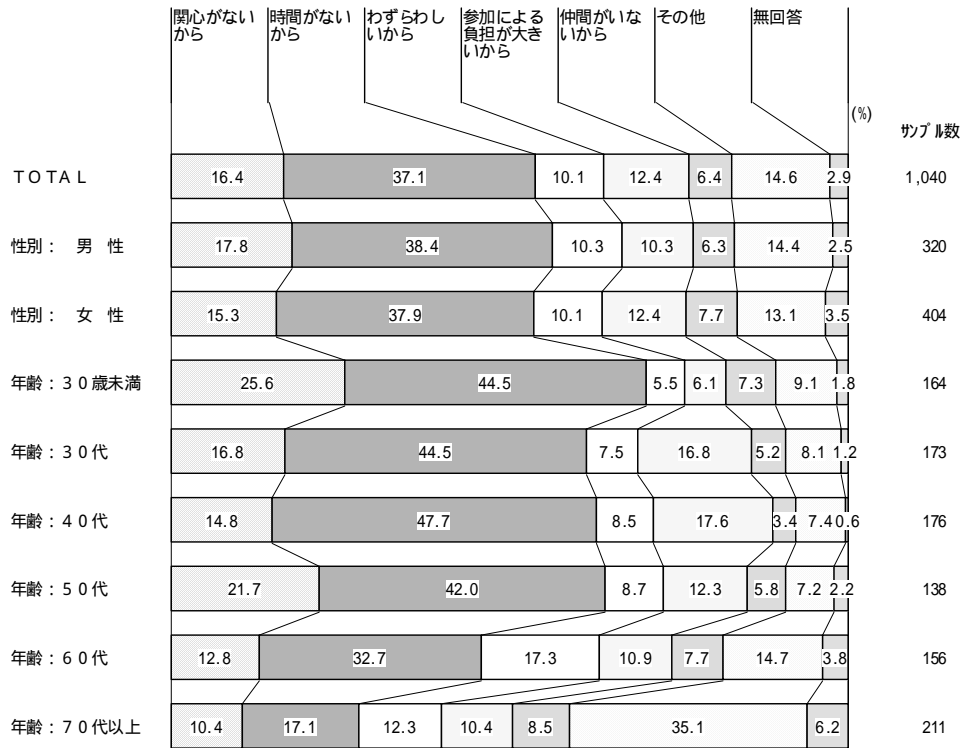 関心がない
から
時間がない
から
わずらわし
いから
参加による
負担が大き
いから
仲間がいな
いから
その他
無回答
(%)
ｻﾝﾌﾟﾙ数
ＴＯＴＡＬ 16.4 37.1 10.1 12.4 6.4 14.6 2.9 1,040
性別： 男 性 17.8 38.4 10.3 10.3 6.3 14.4 2.5 320
性別： 女 性 15.3 37.9 10.1 12.4 7.7 13.1 3.5 404
年齢：３０歳未満 25.6 44.5 5.5 6.1 7.3 9.1 1.8 164
年齢：３０代 16.8 44.5 7.5 16.8 5.2 8.1 1.2 173
年齢：４０代 14.8 47.7 8.5 17.6 3.4 7.4 0.6 176
年齢：５０代 21.7 42.0 8.7 12.3 5.8 7.2 2.2 138
年齢：６０代 12.8 32.7 17.3 10.9 7.7 14.7 3.8 156
年齢：７０代以上 10.4 17.1 12.3 10.4 8.5 35.1 6.2 211